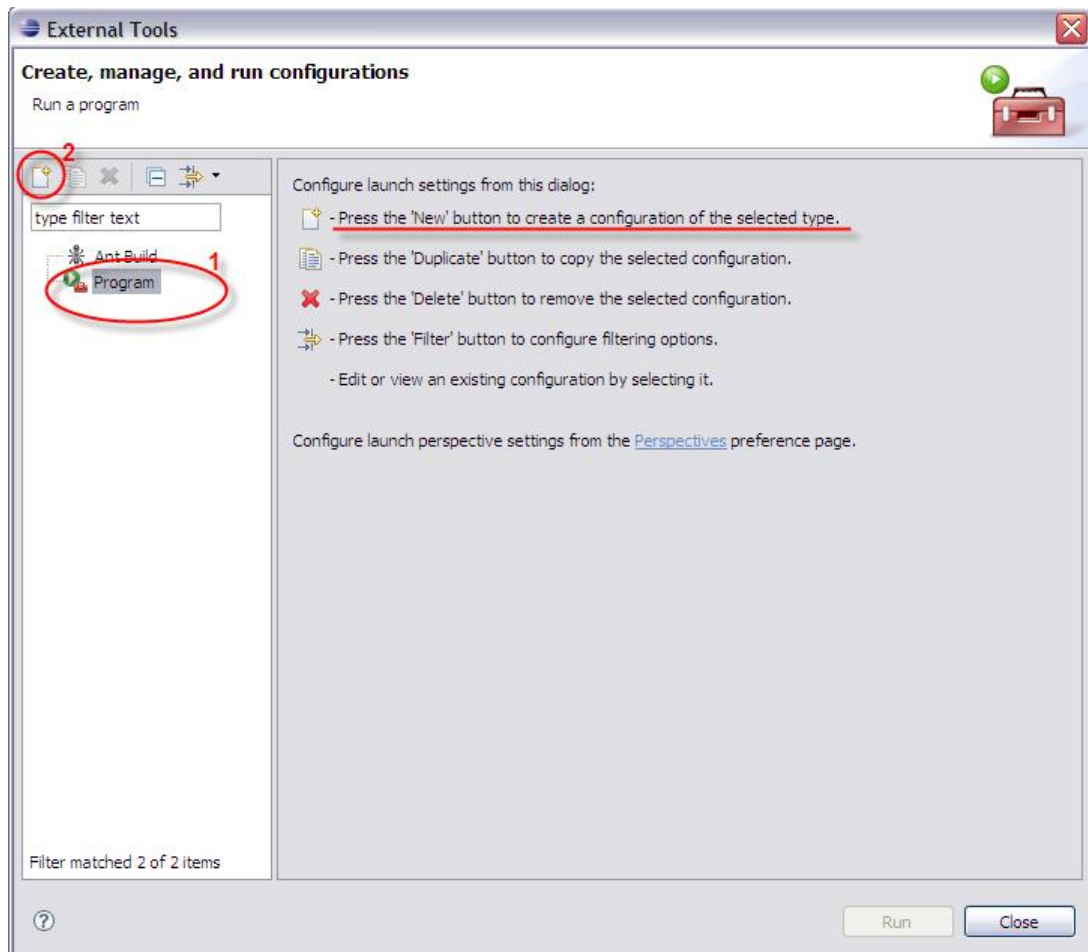 External Tools
Create, manage, and run configurations
Run a program
2
type filter text
Ant Build
1
Program
Filter matched 2 of 2 items
Configure launch settings from this dialog:
- Press the 'New' button to create a configuration of the selected type.
- Press the 'Duplicate' button to copy the selected configuration.
- Press the 'Delete' button to remove the selected configuration.
- Press the 'Filter' button to configure filtering options.
- Edit or view an existing configuration by selecting it.
Configure launch perspective settings from the Perspectives preference page.
?
Run
Close